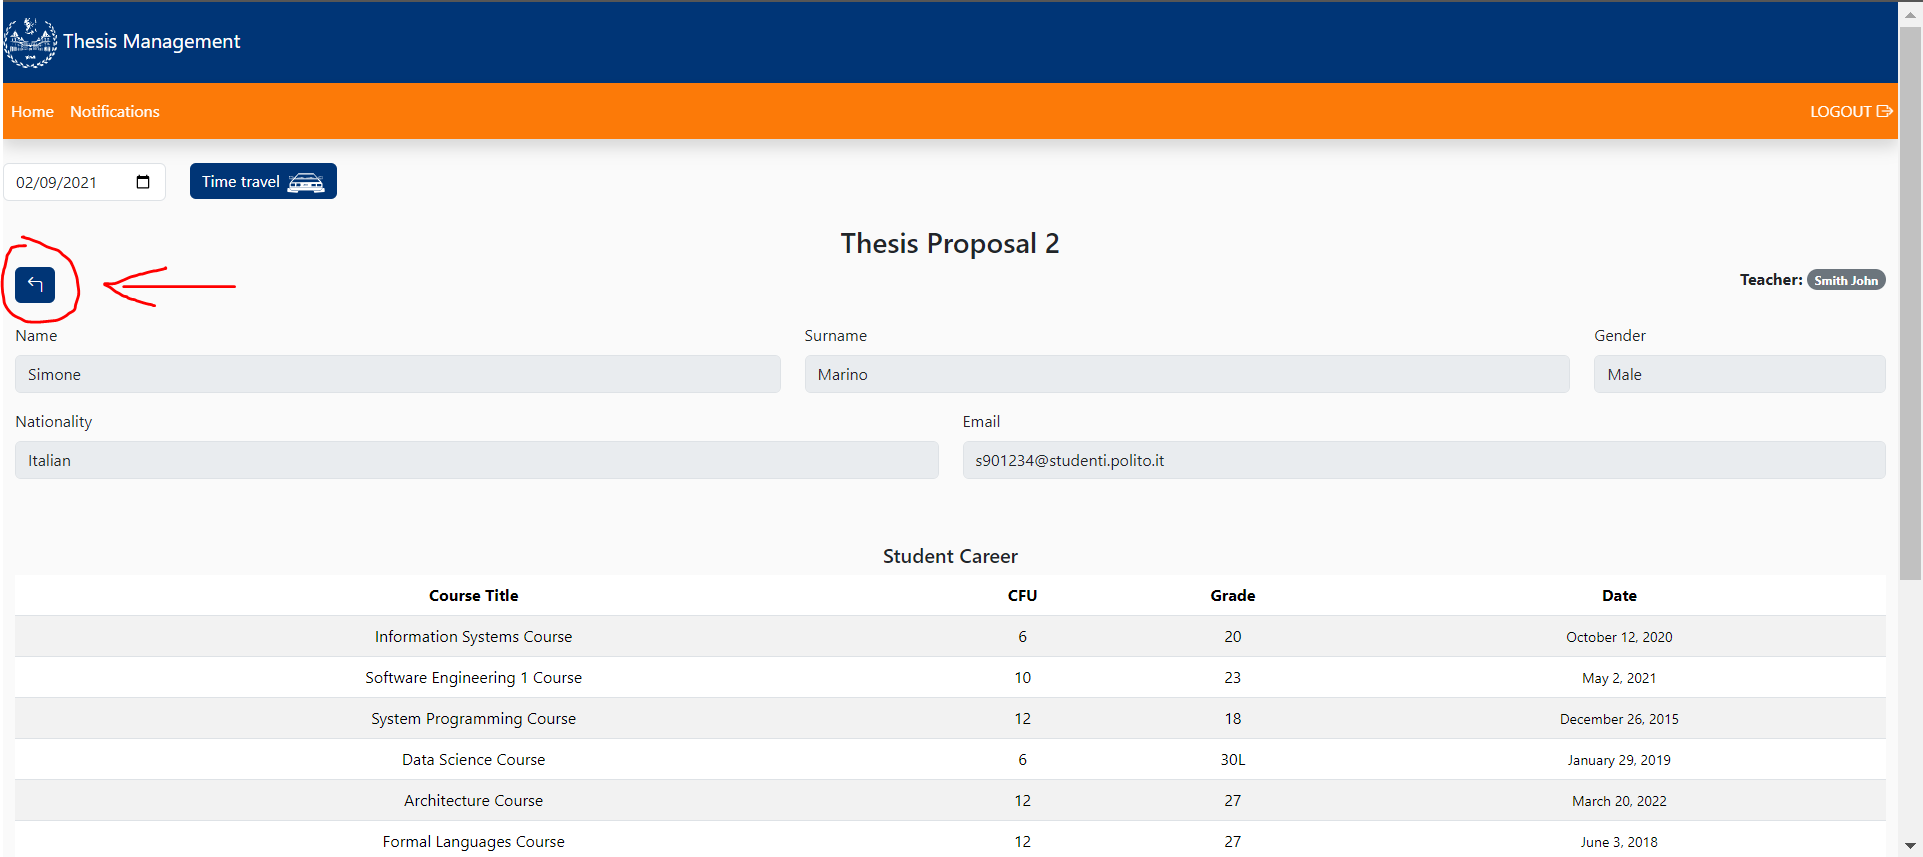 Thesis Management
Home Notifications LOGOUT
02/09/2021 Time travel
Thesis Proposal 2
Teacher: Smith John
Name Surname Gender
Simone Marino Male
Nationality Email
Italian s901234@studenti.polito.it
Student Career
Course Title CFU Grade Date
Information Systems Course 6 20 October 12, 2020
Software Engineering 1 Course 10 23 May 2, 2021
System Programming Course 12 18 December 26, 2015
Data Science Course 6 30L January 29, 2019
Architecture Course 12 27 March 20, 2022
Formal Languages Course 12 27 June 3, 2018